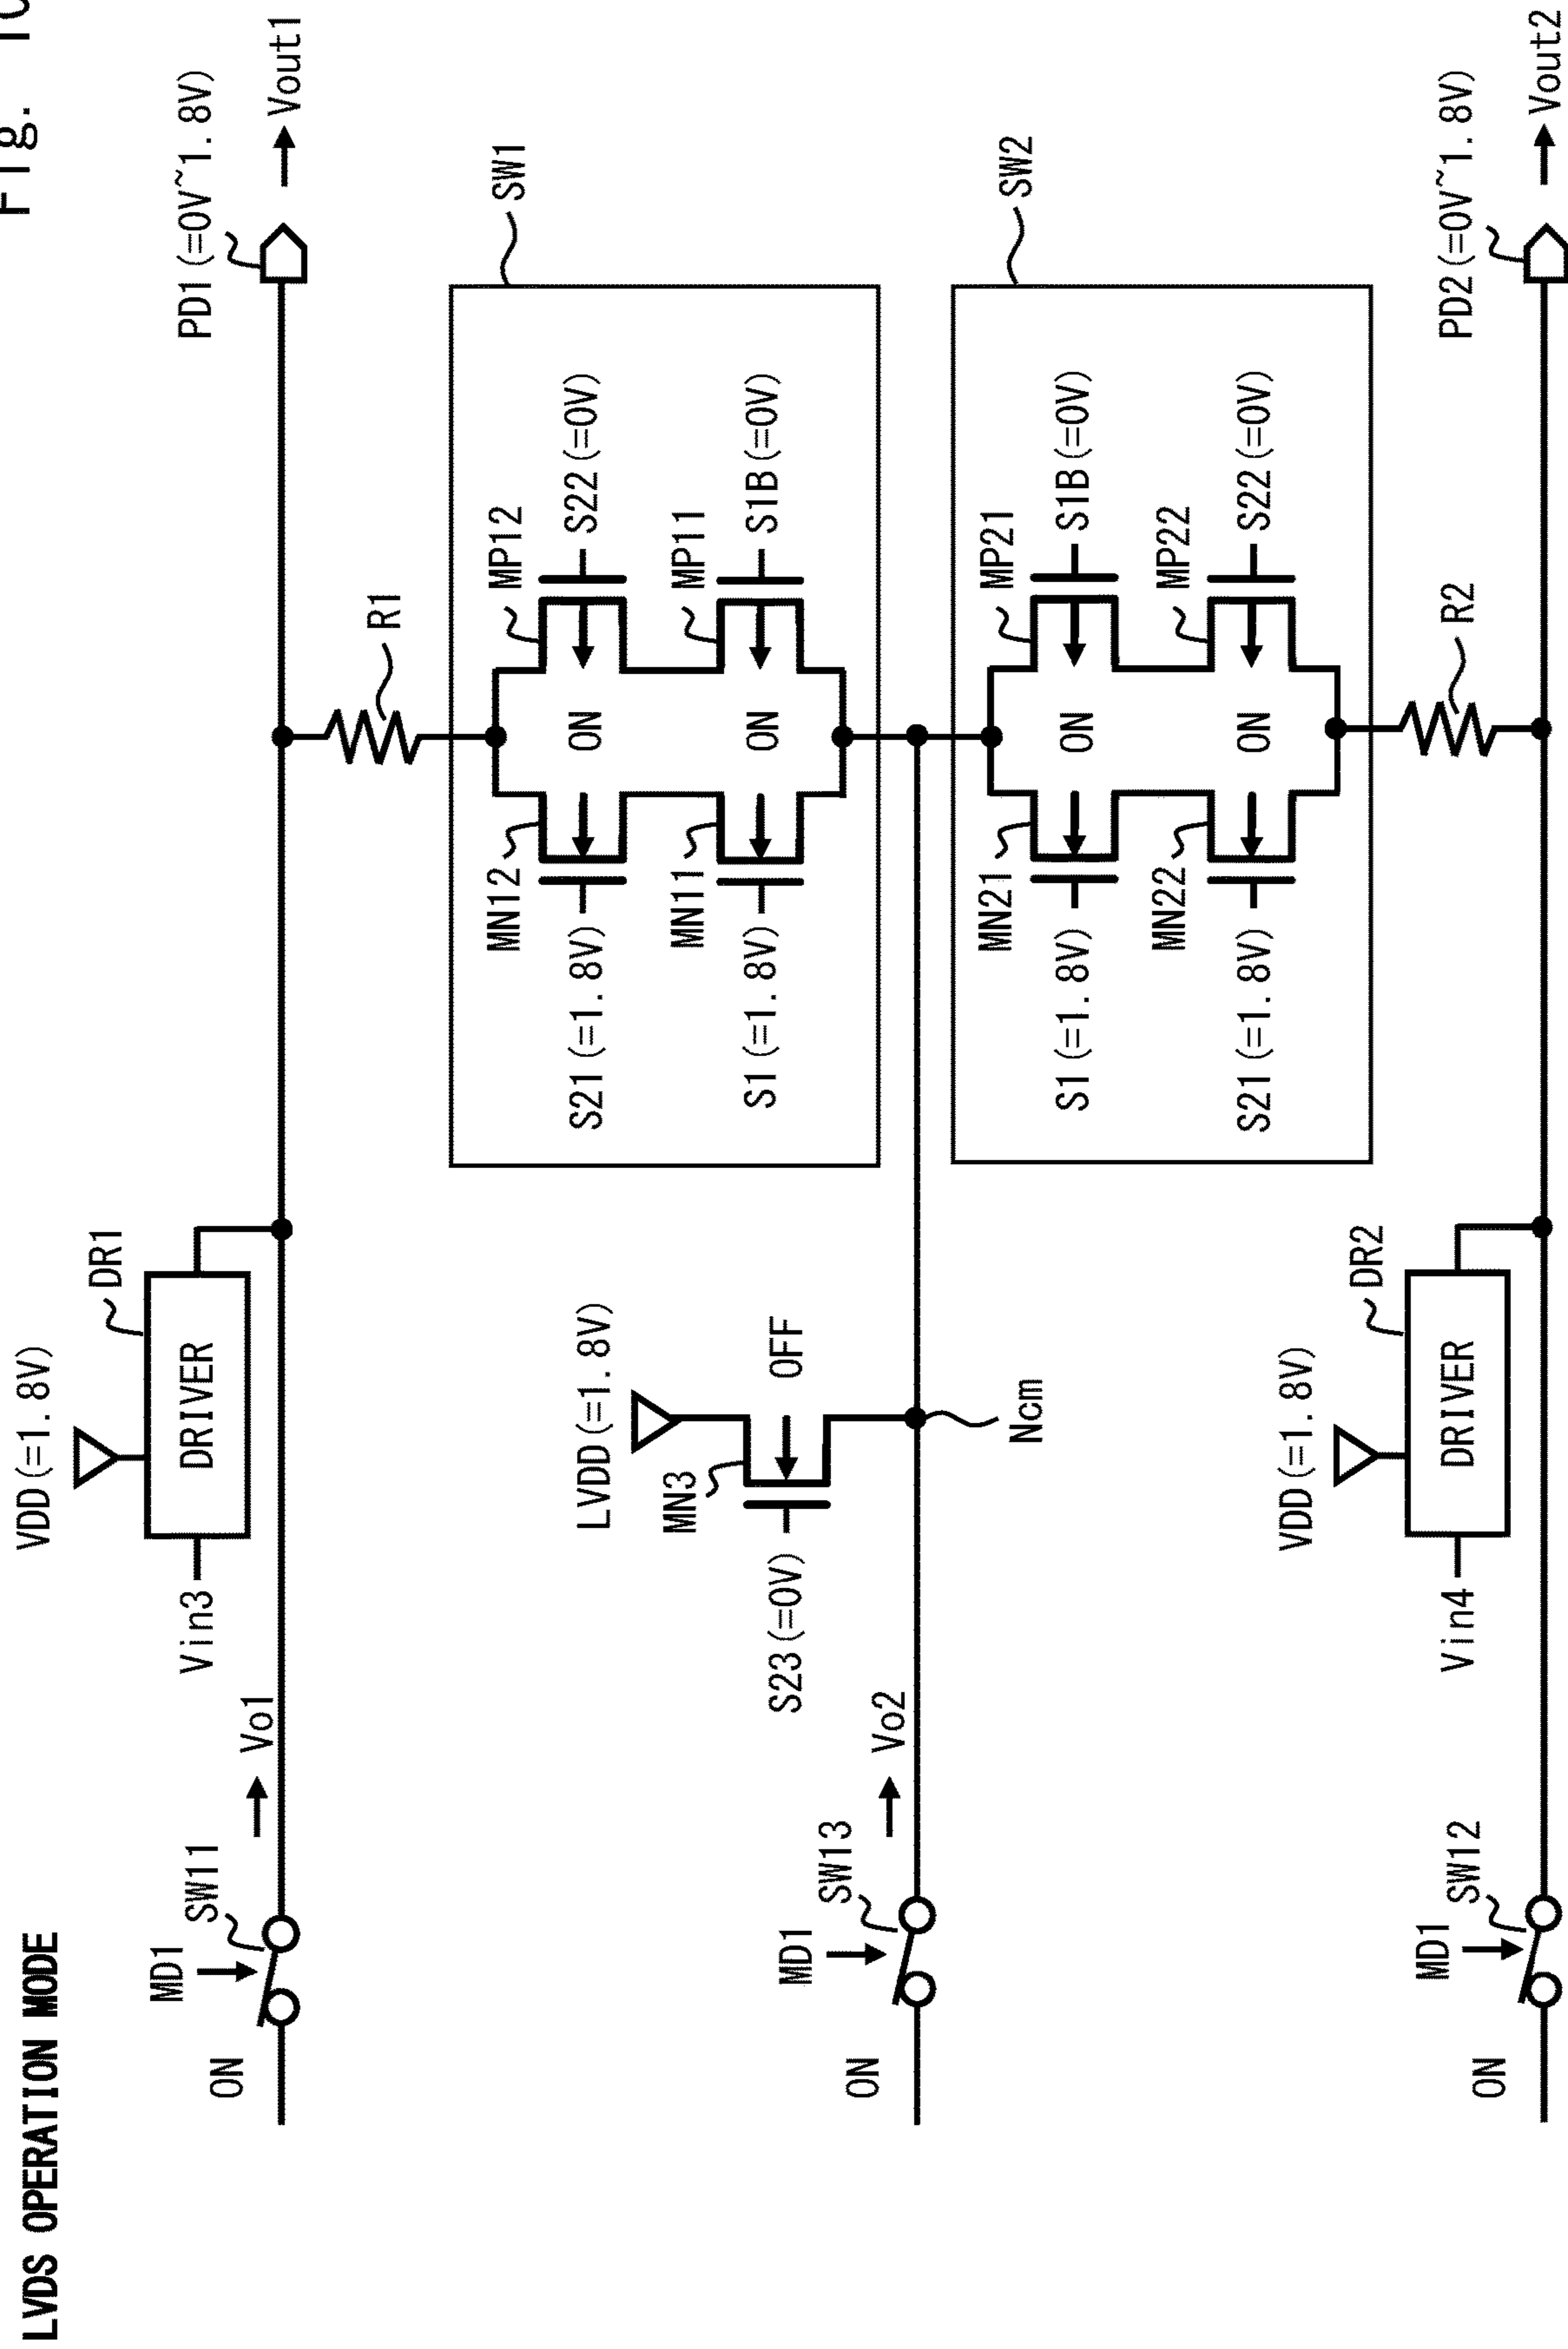 Fig. 10
LVDS OPERATION MODE
VDD(=1.8V)
DR1
DRIVER
Vin3
PD1(=0V~1.8V)
MD1
SW11
ON
Vo1
Vout1
R1
SW1
LVDD(=1.8V)
MN3
OFF
S23(=0V)
MN12
MP12
S21(=1.8V)
ON
S22(=0V)
MN11
MP11
S1(=1.8V)
ON
S1B(=0V)
MD1
SW13
ON
Vo2
Ncm
SW2
MN21
MP21
S1(=1.8V)
ON
S1B(=0V)
MN22
MP22
S21(=1.8V)
ON
S22(=0V)
R2
VDD(=1.8V)
DR2
DRIVER
Vin4
PD2(=0V~1.8V)
MD1
SW12
ON
Vout2